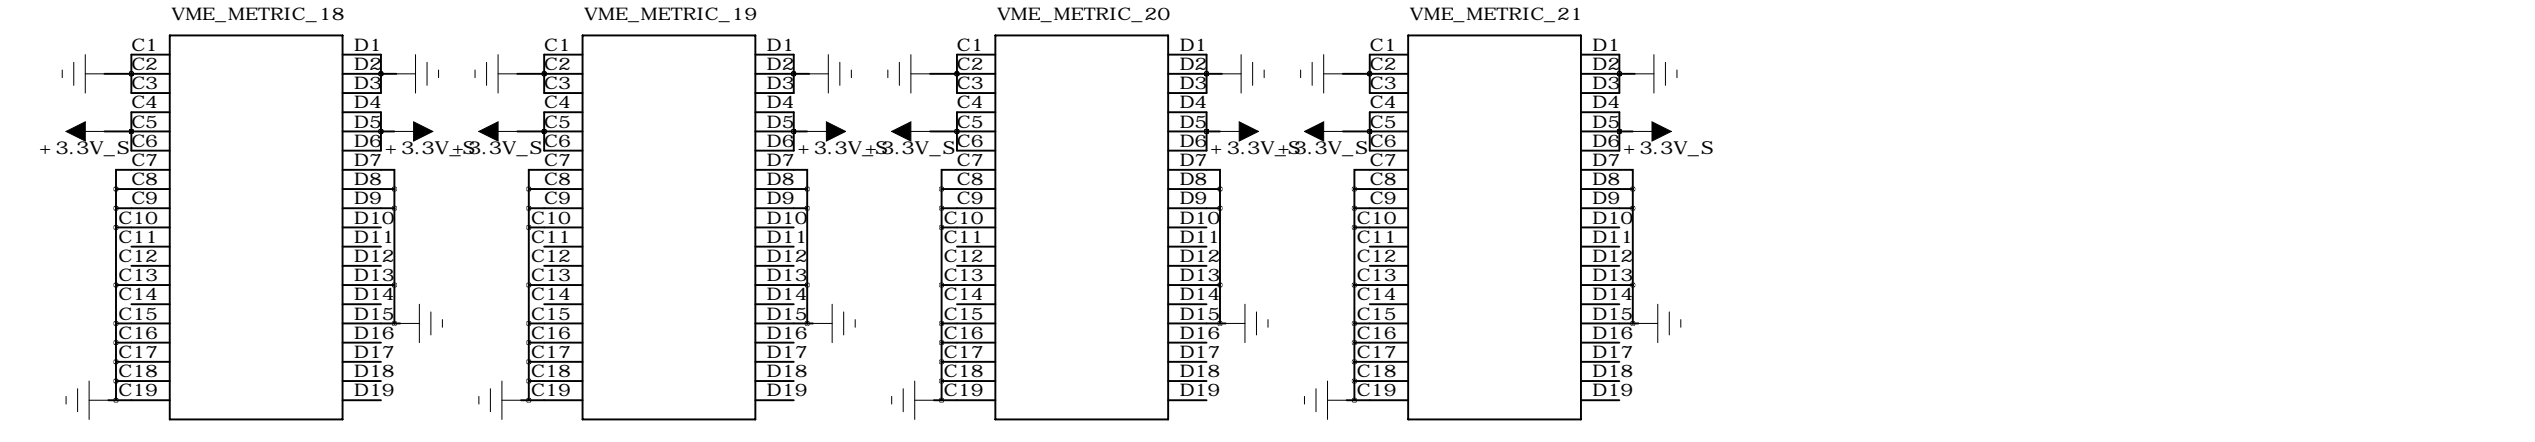 VME_METRIC_18 VME_METRIC_19 VME_METRIC_20 VME_METRIC_21
C1 D1 C1 D1 C1 D1 C1 D1
C2 D2 C2 D2 C2 D2 C2 D2
C3 D3 C3 D3 C3 D3 C3 D3
C4 D4 C4 D4 C4 D4 C4 D4
C5 D5 C5 D5 C5 D5 C5 D5
C6 D6 C6 D6 C6 D6 C6 D6
+3.3V_S +3.3V_S +3.3V_S +3.3V_S +3.3V_S +3.3V_S +3.3V_S +3.3V_S
C7 D7 C7 D7 C7 D7 C7 D7
C8 D8 C8 D8 C8 D8 C8 D8
C9 D9 C9 D9 C9 D9 C9 D9
C10 D10 C10 D10 C10 D10 C10 D10
C11 D11 C11 D11 C11 D11 C11 D11
C12 D12 C12 D12 C12 D12 C12 D12
C13 D13 C13 D13 C13 D13 C13 D13
C14 D14 C14 D14 C14 D14 C14 D14
C15 D15 C15 D15 C15 D15 C15 D15
C16 D16 C16 D16 C16 D16 C16 D16
C17 D17 C17 D17 C17 D17 C17 D17
C18 D18 C18 D18 C18 D18 C18 D18
C19 D19 C19 D19 C19 D19 C19 D19